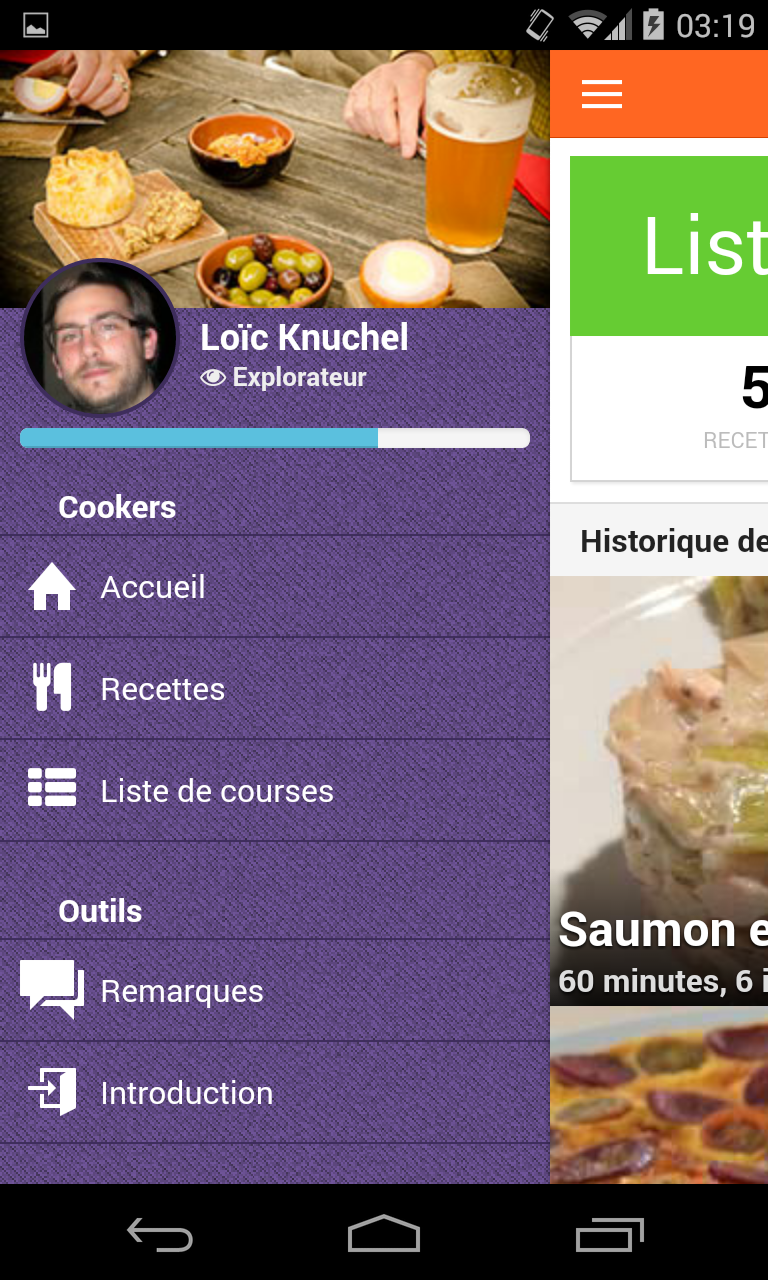 03:19
Loïc Knuchel
Explorateur
Cookers
Accueil
Recettes
Liste de courses
Outils
Remarques
Introduction
List
5
RECET
Historique de
Saumon e
60 minutes, 6 i